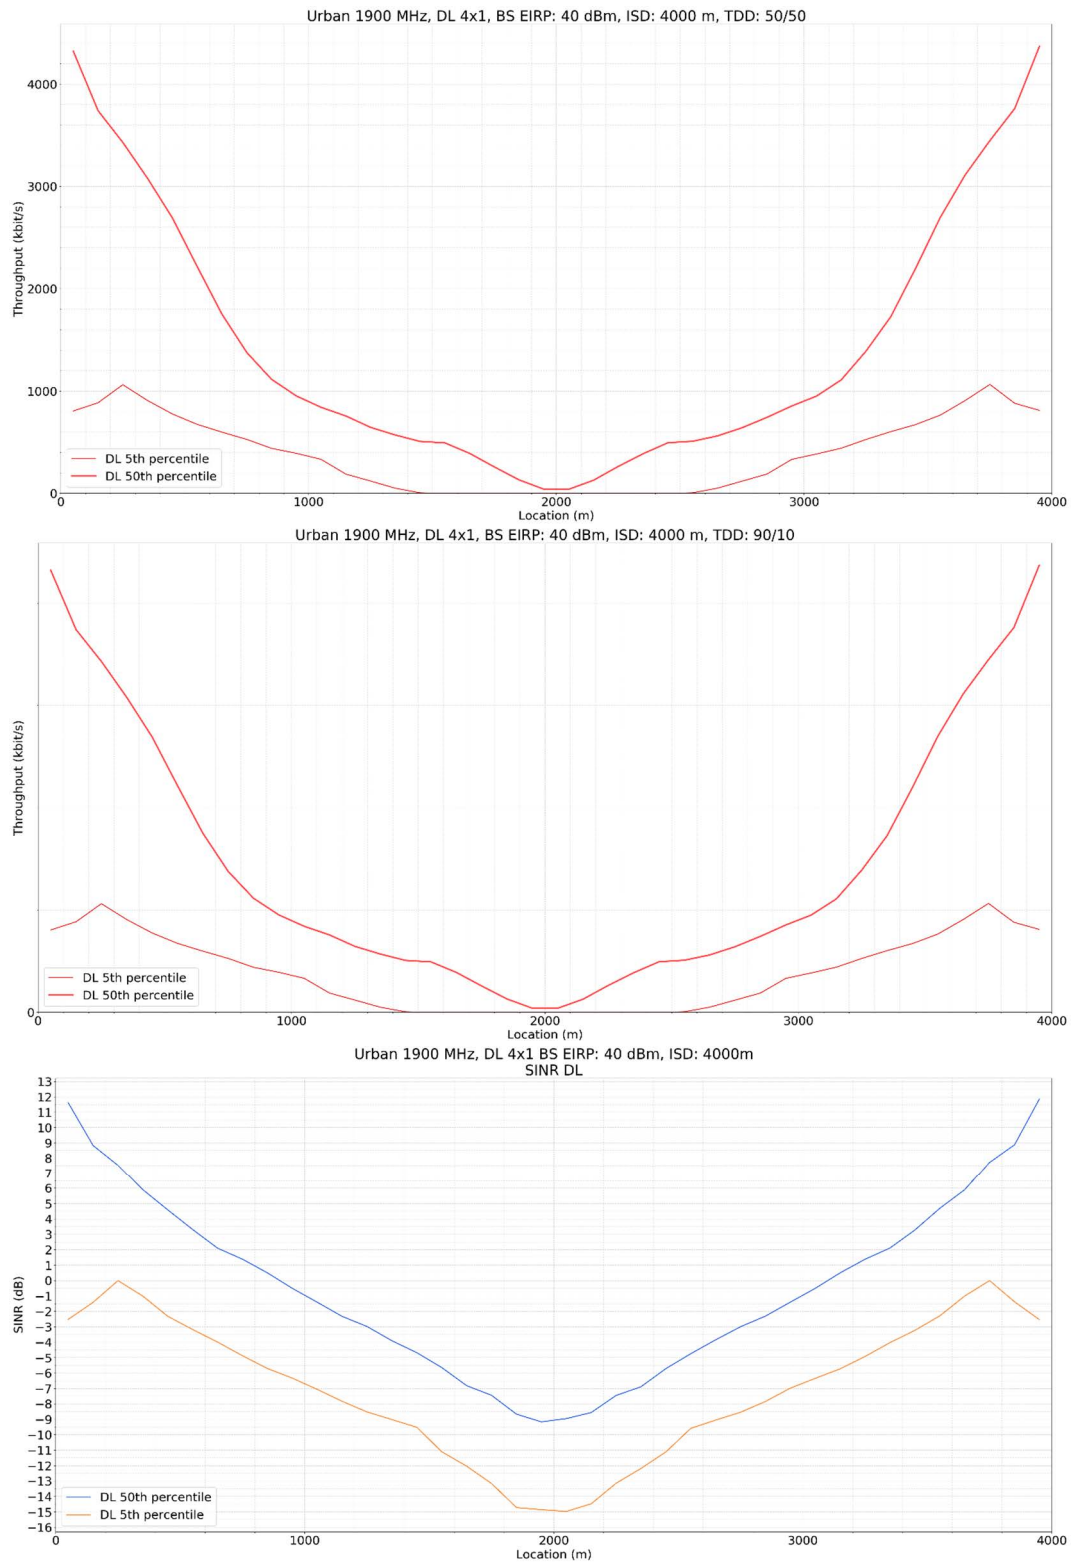 Urban 1900 MHz, DL 4x1, BS EIRP: 40 dBm, ISD: 4000 m, TDD: 50/50
4000
3000
2000
1000
0
Throughput (kbit/s)
DL 5th percentile
DL 50th percentile
0 1000 2000 3000 4000
Location (m)
Urban 1900 MHz, DL 4x1, BS EIRP: 40 dBm, ISD: 4000 m, TDD: 90/10
Throughput (kbit/s)
DL 5th percentile
DL 50th percentile
0
0 1000 2000 3000 4000
Location (m)
Urban 1900 MHz, DL 4x1 BS EIRP: 40 dBm, ISD: 4000m
SINR DL
13
12
11
10
9
8
7
6
5
4
3
2
1
0
−1
−2
−3
−4
−5
−6
−7
−8
−9
−10
−11
−12
−13
−14
−15
−16
SINR (dB)
DL 50th percentile
DL 5th percentile
0 1000 2000 3000 4000
Location (m)